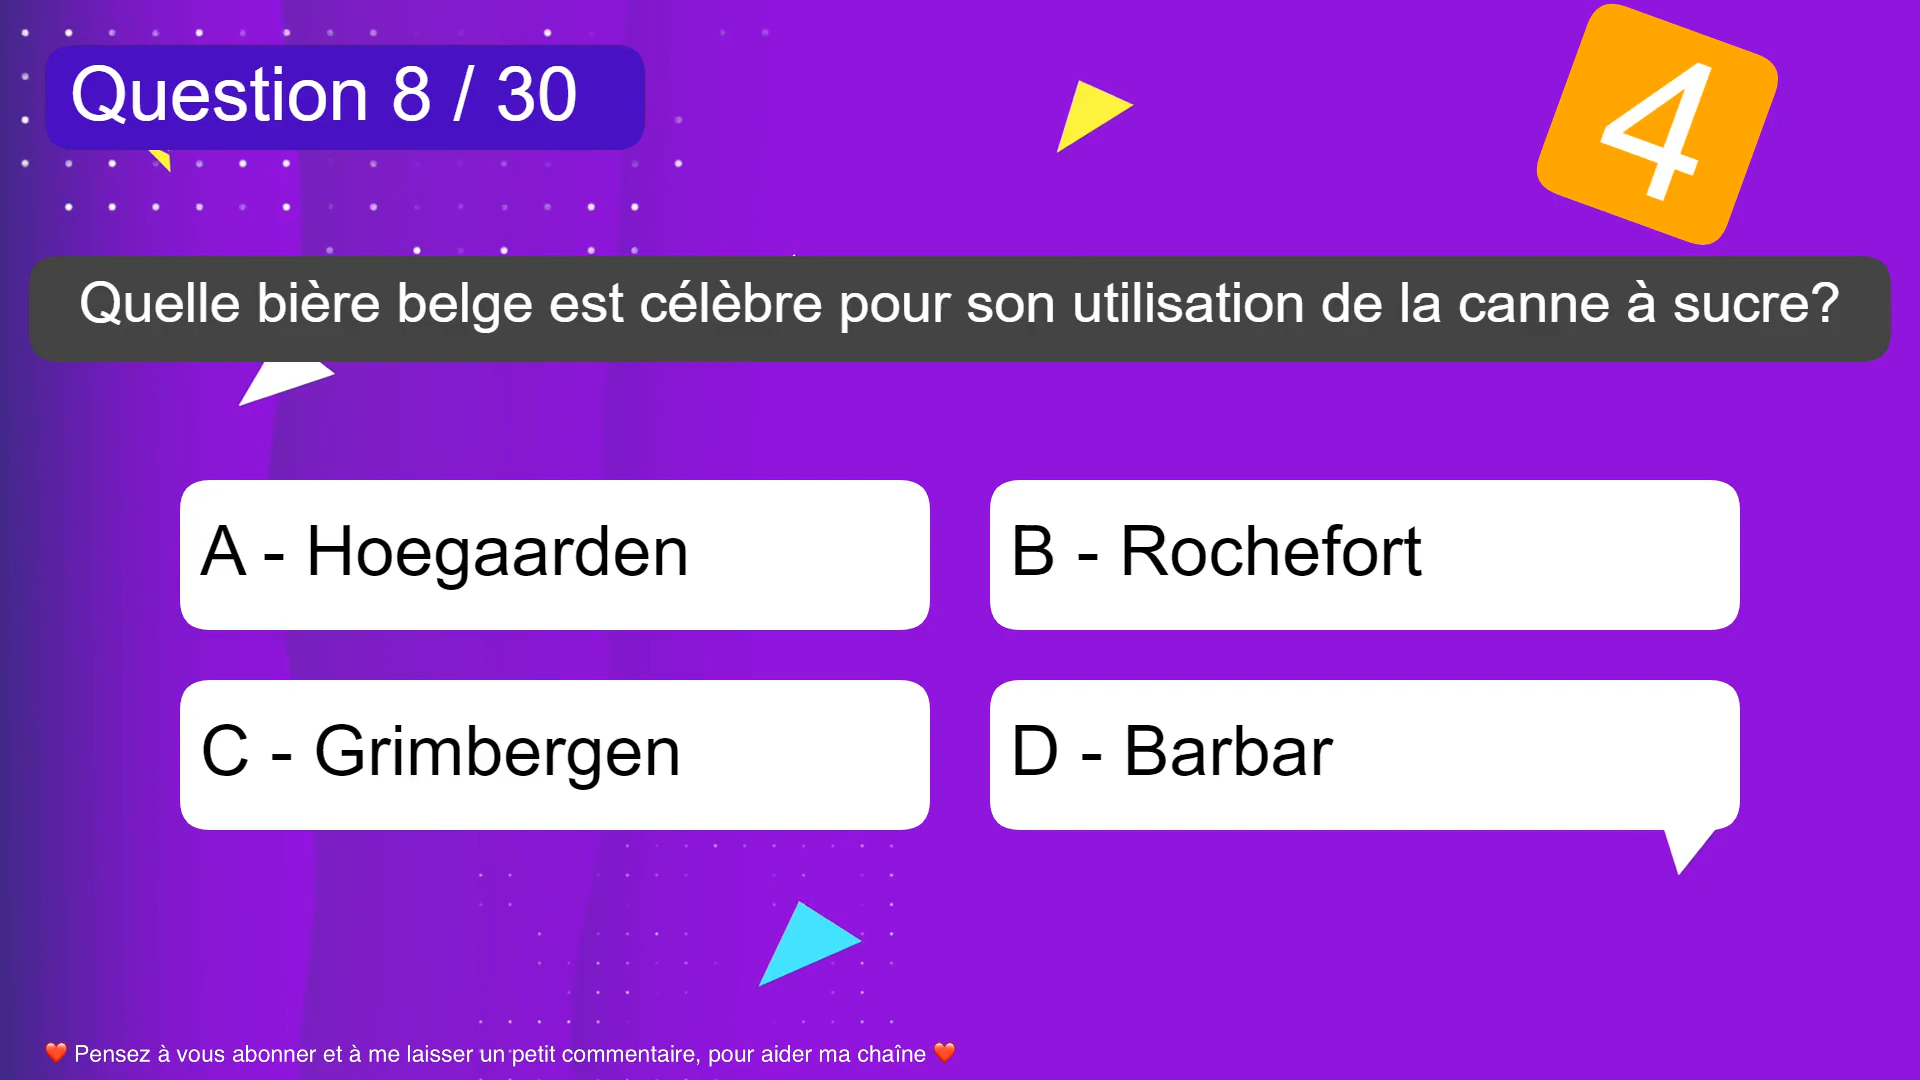 Question 8 / 30
4
Quelle bière belge est célèbre pour son utilisation de la canne à sucre?
A - Hoegaarden
B - Rochefort
C - Grimbergen
D - Barbar
❤️ Pensez à vous abonner et à me laisser un petit commentaire, pour aider ma chaîne ❤️